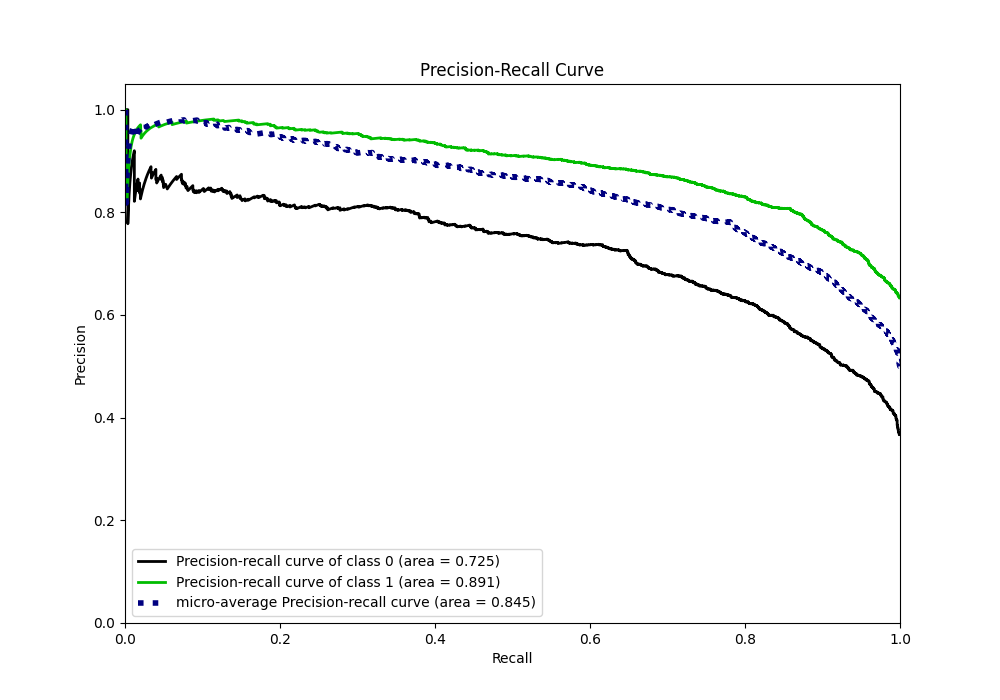 Precision-Recall Curve
1.0
0.8
0.6
0.4
0.2
0.0
Precision
Precision-recall curve of class 0 (area = 0.725)
Precision-recall curve of class 1 (area = 0.891)
micro-average Precision-recall curve (area = 0.845)
0.0 0.2 0.4 0.6 0.8 1.0
Recall